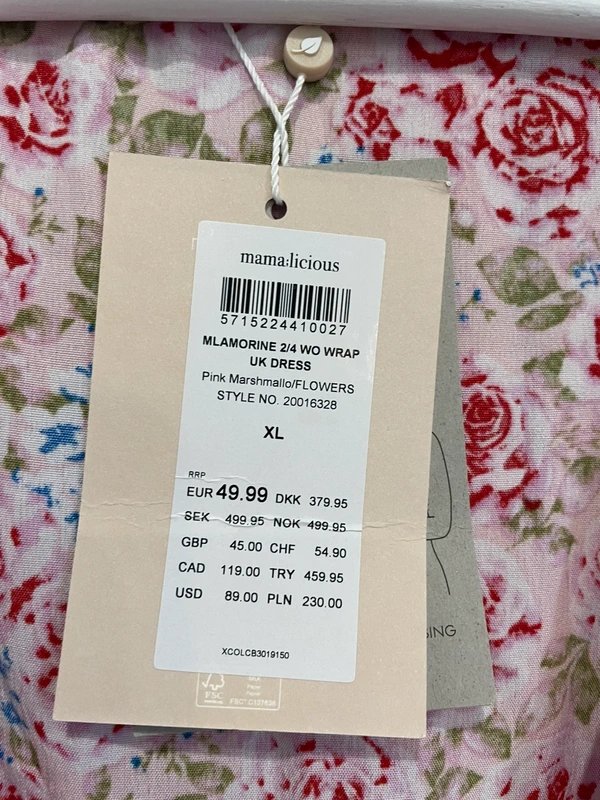 mama:licious
5715224410027
MLAMORINE 2/4 WO WRAP
UK DRESS
Pink Marshmallo/FLOWERS
STYLE NO. 20016328
XL
RRP
EUR 49.99 DKK 379.95
SEK 499.95 NOK 499.95
GBP 45.00 CHF 54.90
CAD 119.00 TRY 459.95
USD 89.00 PLN 230.00
XCOLCB3019150
FSC